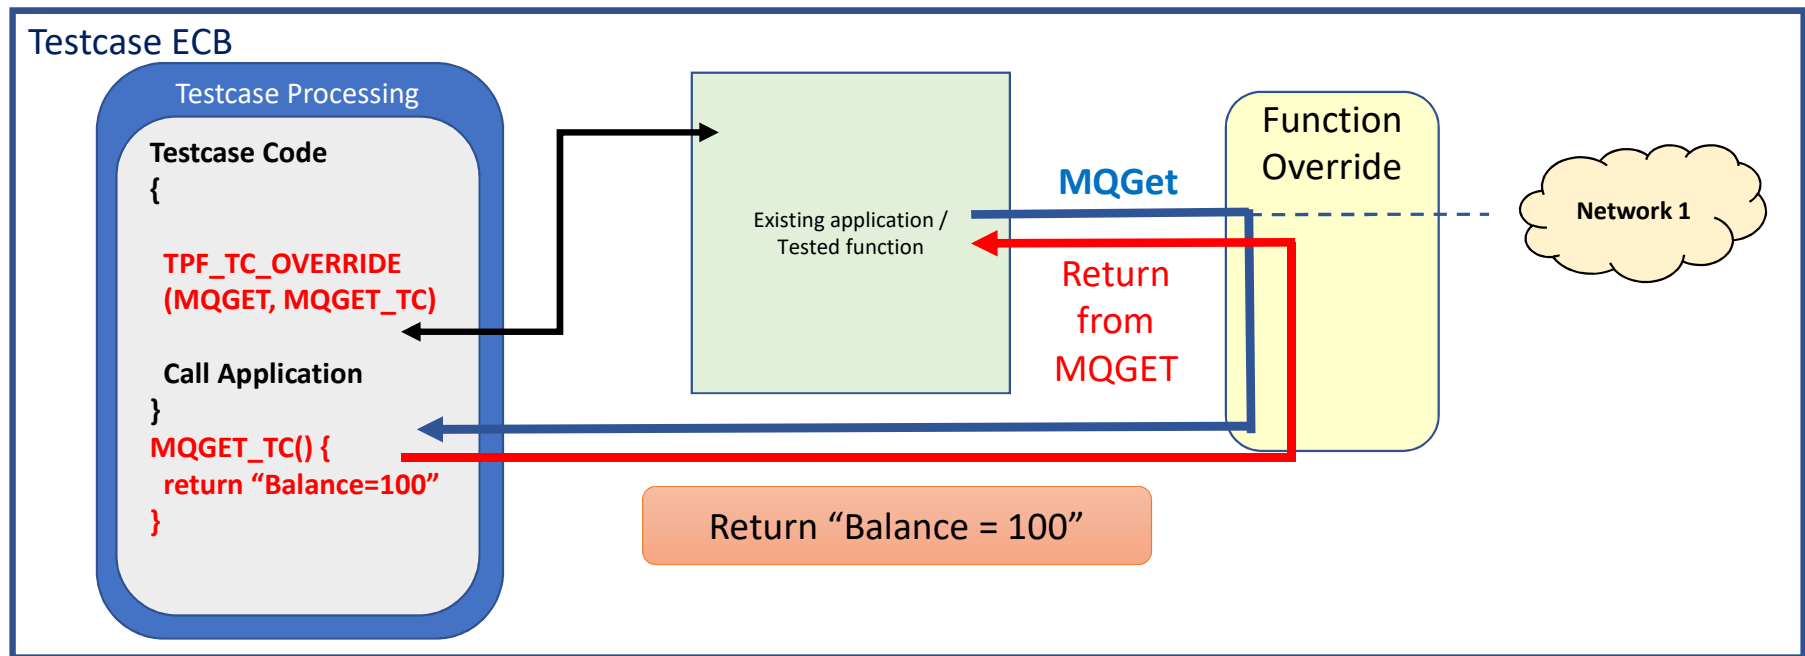 Testcase ECB
Testcase Processing
Testcase Code
{
TPF_TC_OVERRIDE
(MQGET, MQGET_TC)
Call Application
}
MQGET_TC() {
return “Balance=100”
}
Existing application /
Tested function
MQGet
Return
from
MQGET
Function
Override
Network 1
Return “Balance = 100”